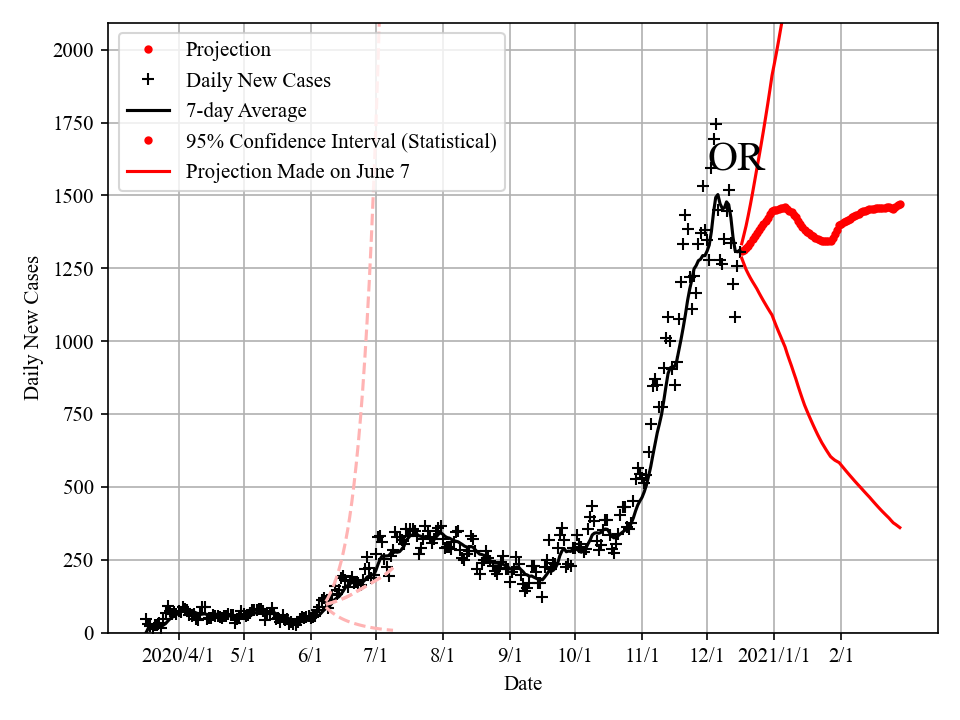 2000
1750
1500
1250
1000
750
500
250
0
Daily New Cases
Projection
Daily New Cases
7-day Average
95% Confidence Interval (Statistical)
Projection Made on June 7
OR
2020/4/1 5/1 6/1 7/1 8/1 9/1 10/1 11/1 12/1 2021/1/1 2/1
Date